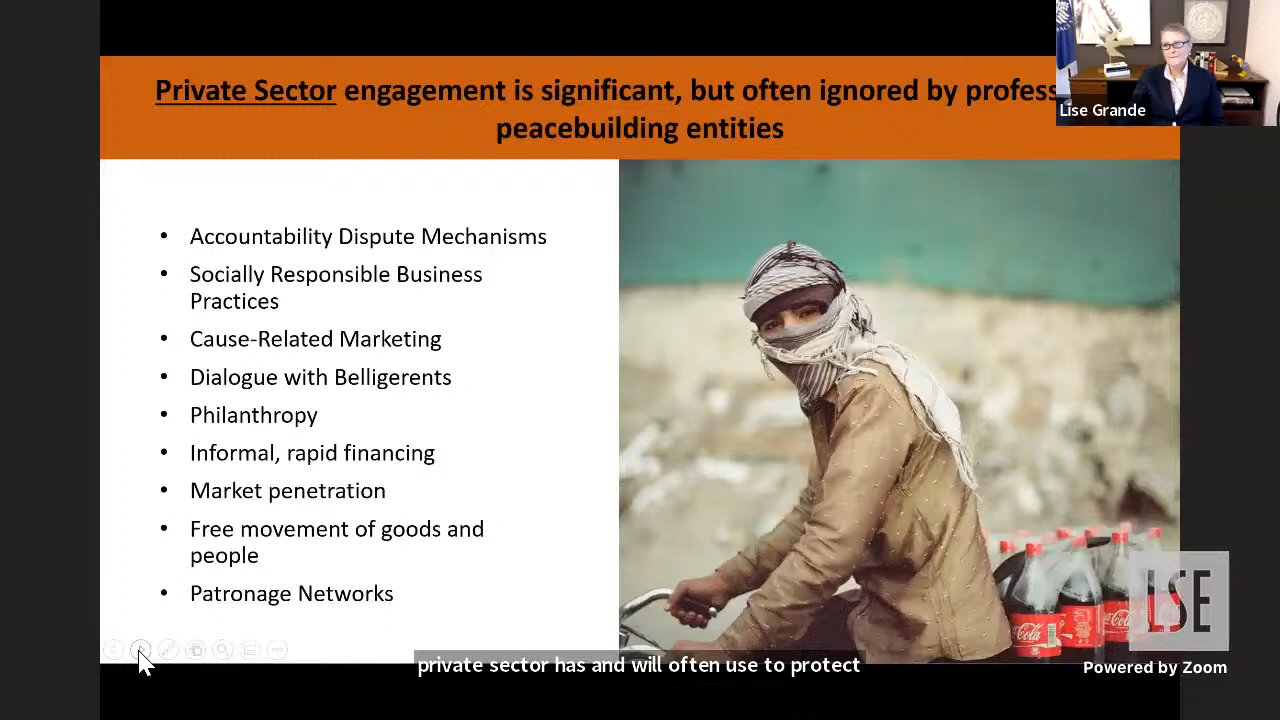 Private Sector engagement is significant, but often ignored by profess
peacebuilding entities
Lise Grande
• Accountability Dispute Mechanisms
• Socially Responsible Business
Practices
• Cause-Related Marketing
• Dialogue with Belligerents
• Philanthropy
• Informal, rapid financing
• Market penetration
• Free movement of goods and
people
• Patronage Networks
Coca-Cola
LSE
private sector has and will often use to protect
Powered by Zoom